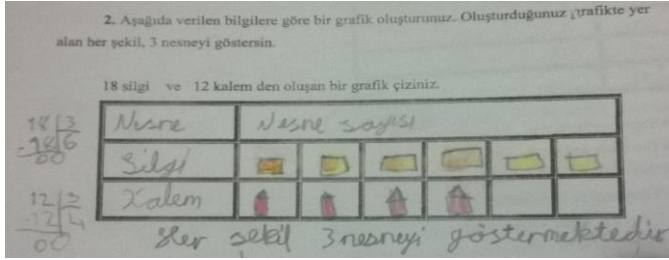 2. Aşağıda verilen bilgilere göre bir grafik oluşturunuz. Oluşturduğunuz grafikte yer
alan her şekil, 3 nesneyi göstersin.
18 silgi ve 12 kalem den oluşan bir grafik çiziniz.
18 3 Nesne Nesne sayısı
-18 6
00 Silgi
12 3 Kalem
-12 4
00 Her şekil 3 nesneyi göstermektedir